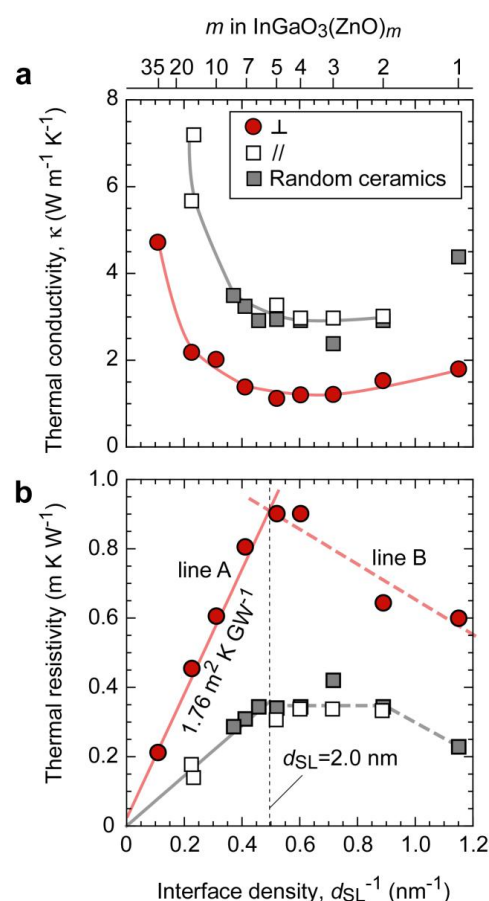 m in InGaO3(ZnO)m
35 20 10 7 5 4 3 2 1
a
8
6
4
2
0
Thermal conductivity, κ (W m-1 K-1)
⊥
//
Random ceramics
b
1.0
0.8
0.6
0.4
0.2
0
Thermal resistivity (m K W-1)
line A
1.76 m2 K GW-1
line B
dSL=2.0 nm
0 0.2 0.4 0.6 0.8 1.0 1.2
Interface density, dSL-1 (nm-1)